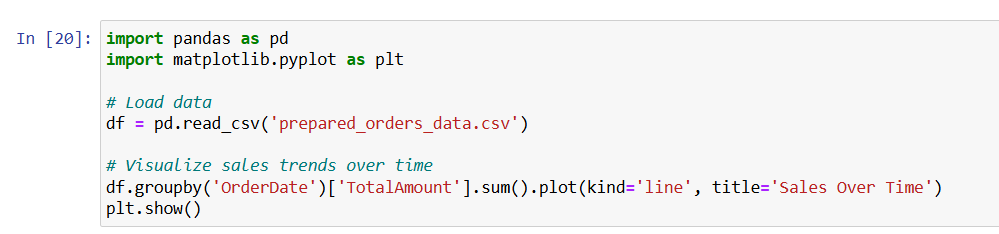 In [20]: import pandas as pd
import matplotlib.pyplot as plt
# Load data
df = pd.read_csv('prepared_orders_data.csv')
# Visualize sales trends over time
df.groupby('OrderDate')['TotalAmount'].sum().plot(kind='line', title='Sales Over Time')
plt.show()